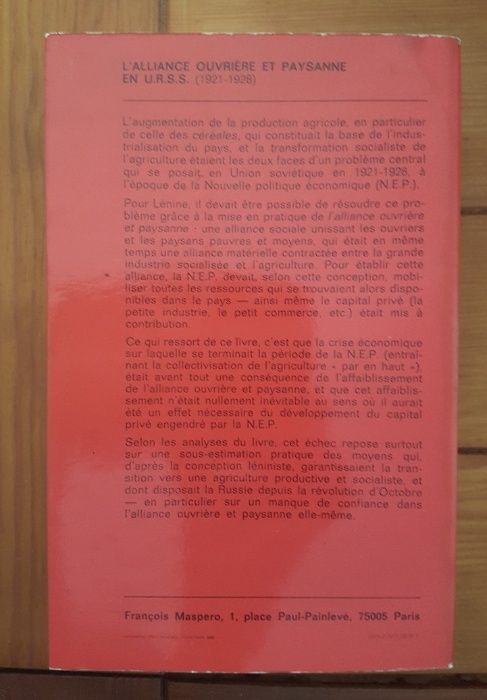 L'ALLIANCE OUVRIÈRE ET PAYSANNE
EN U.R.S.S. (1921-1928)
L'augmentation de la production agricole, en particulier
de celle des céréales, qui constituait la base de l'indus-
trialisation du pays, et la transformation socialiste de
l'agriculture étaient les deux faces d'un problème central
qui se posait en Union soviétique en 1921-1928, à
l'époque de la Nouvelle politique économique (N.E.P.).
Pour Lénine, il devait être possible de résoudre ce pro-
blème grâce à la mise en pratique de l'alliance ouvrière
et paysanne : une alliance sociale unissant les ouvriers
et les paysans pauvres et moyens, qui était en même
temps une alliance matérielle contractée entre la grande
industrie socialisée et l'agriculture. Pour établir cette
alliance, la N.E.P. devait, selon cette conception, mobi-
liser toutes les ressources qui se trouvaient alors dispo-
nibles dans le pays — ainsi même le capital privé (la
petite industrie, le petit commerce, etc.) était mis à
contribution.
Ce qui ressort de ce livre, c'est que la crise économique
sur laquelle se terminait la période de la N.E.P. (entraî-
nant la collectivisation de l'agriculture « par en haut »),
était avant tout une conséquence de l'affaiblissement
de l'alliance ouvrière et paysanne, et que cet affaiblis-
sement n'était nullement inévitable au sens où il aurait
été un effet nécessaire du développement du capital
privé engendré par la N.E.P.
Selon les analyses du livre, cet échec repose surtout
sur une sous-estimation pratique des moyens qui,
d'après la conception léniniste, garantissaient la tran-
sition vers une agriculture productive et socialiste, et
dont disposait la Russie depuis la révolution d'Octobre
— en particulier sur un manque de confiance dans
l'alliance ouvrière et paysanne elle-même.
François Maspero, 1, place Paul-Painlevé, 75005 Paris